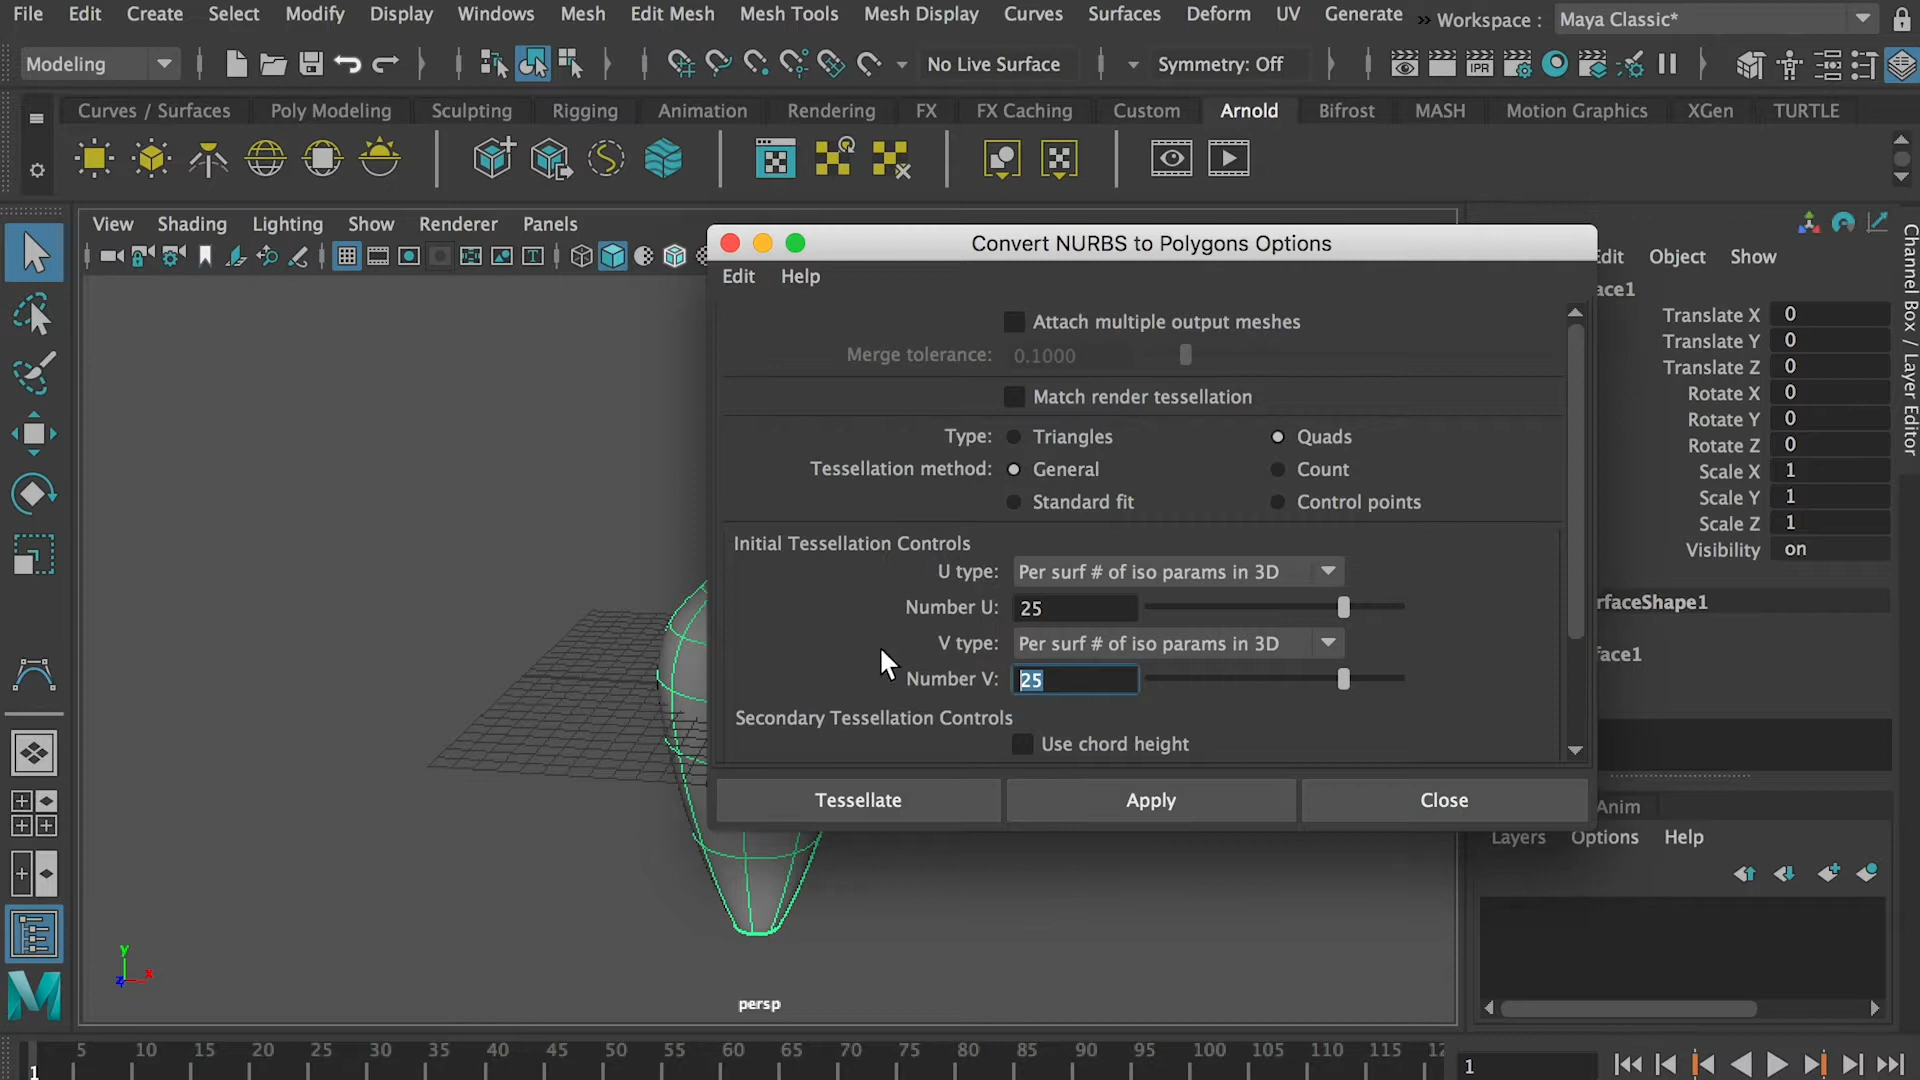 File Edit Create Select Modify Display Windows Mesh Edit Mesh Mesh Tools Mesh Display Curves Surfaces Deform UV Generate » Workspace : Maya Classic*
Modeling No Live Surface Symmetry: Off IPR
Curves / Surfaces Poly Modeling Sculpting Rigging Animation Rendering FX FX Caching Custom Arnold Bifrost MASH Motion Graphics XGen TURTLE
View Shading Lighting Show Renderer Panels
Convert NURBS to Polygons Options
Edit Help
Attach multiple output meshes
Merge tolerance: 0.1000
Match render tessellation
Type: Triangles Quads
Tessellation method: General Count
Standard fit Control points
Initial Tessellation Controls
U type: Per surf # of iso params in 3D
Number U: 25
V type: Per surf # of iso params in 3D
Number V: 25
Secondary Tessellation Controls
Use chord height
Tessellate Apply Close
dit Object Show
ace1
Translate X 0
Translate Y 0
Translate Z 0
Rotate X 0
Rotate Y 0
Rotate Z 0
Scale X 1
Scale Y 1
Scale Z 1
Visibility on
rfaceShape1
face1
Anim
Layers Options Help
Channel Box / Layer Editor
y
z x
persp
5 10 15 20 25 30 35 40 45 50 55 60 65 70 75 80 85 90 95 100 105 110 115 12
1
1